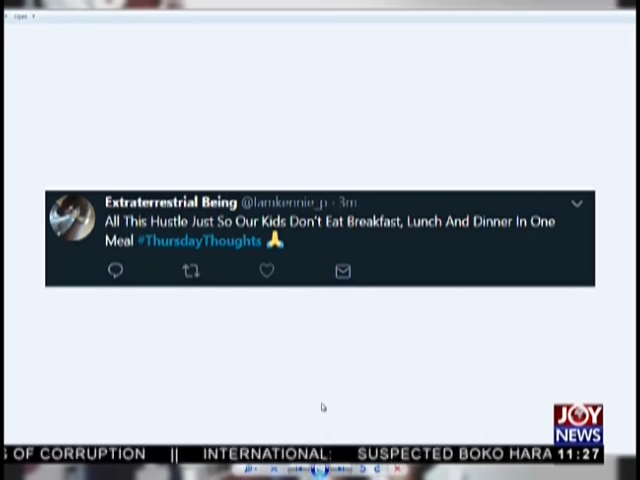 Open
Extraterrestrial Being @Iamkennie_p · 3m
All This Hustle Just So Our Kids Don't Eat Breakfast, Lunch And Dinner In One
Meal #ThursdayThoughts 🙏
JOY
NEWS
OF CORRUPTION || INTERNATIONAL: SUSPECTED BOKO HARA 11:27